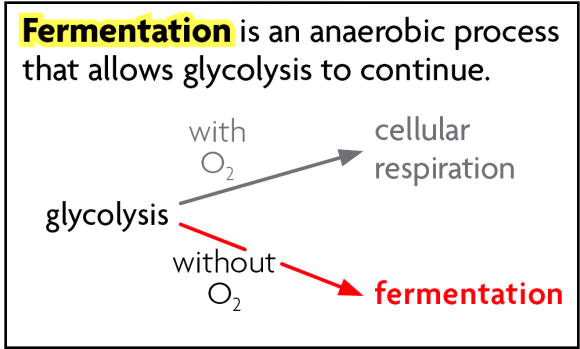 Fermentation is an anaerobic process
that allows glycolysis to continue.
with
O₂
cellular
respiration
glycolysis
without
O₂
fermentation